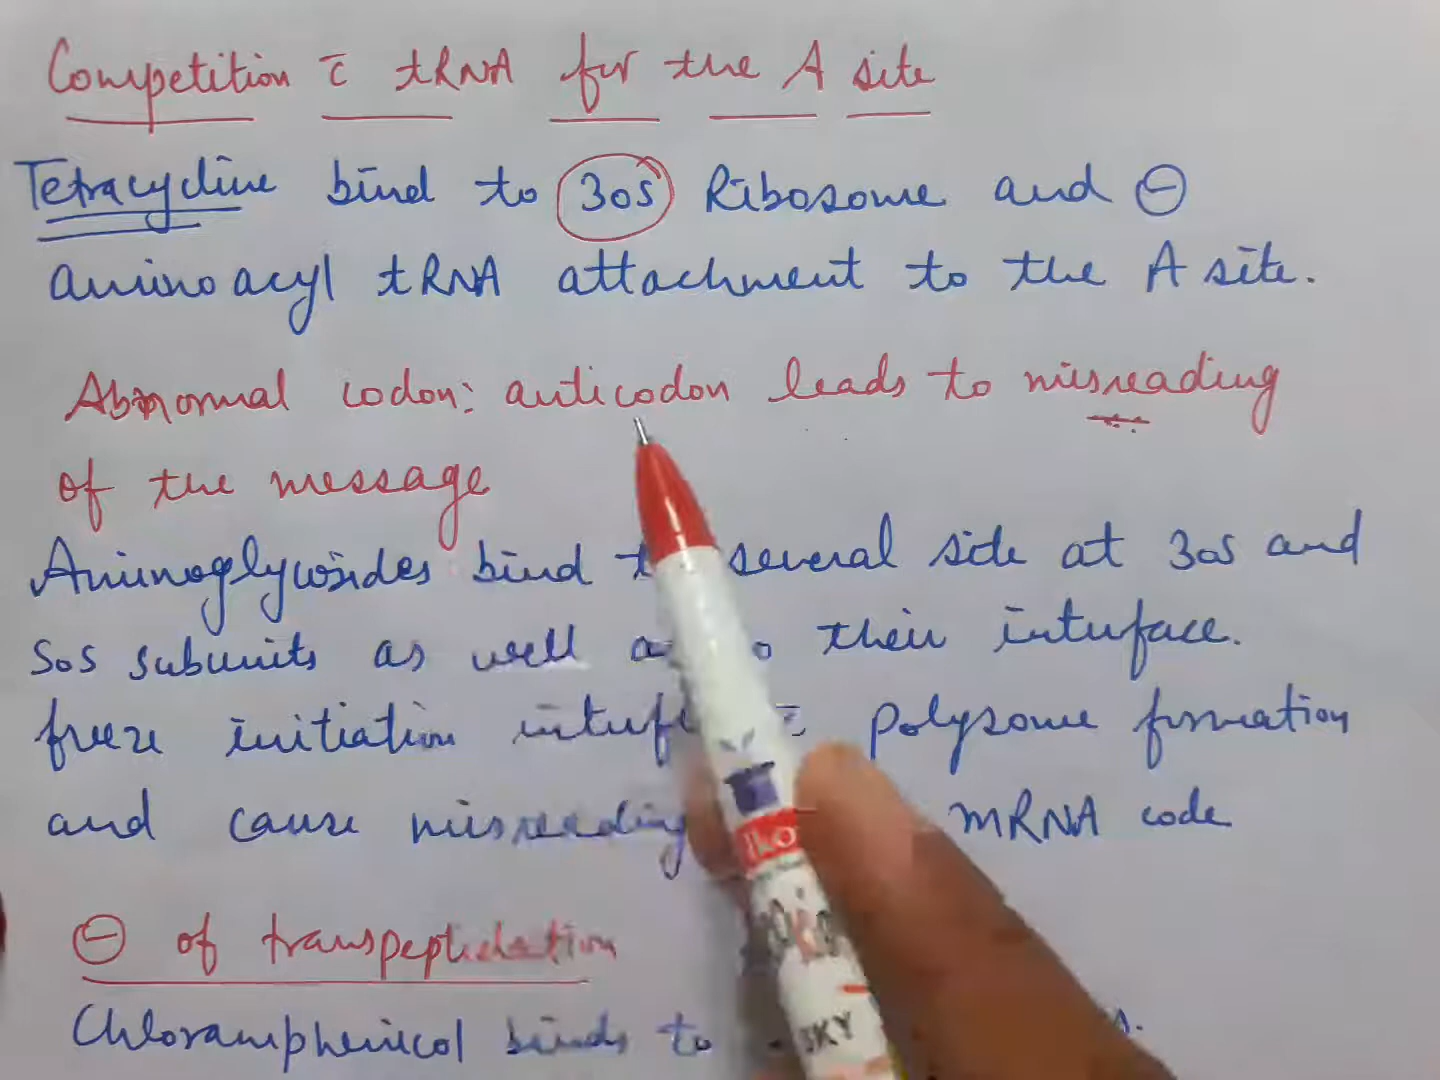 Competition c̄ tRNA for the A site
Tetracycline bind to 30s Ribosome and ⊖
aminoacyl tRNA attachment to the A site.
Abnormal codon: anticodon leads to misreading
of the message
Aminoglycosides bind several side at 30s and
50s subunits as well their interface.
freeze initiation c̄ polysome formation
and cause misreading mRNA code
⊖ of transpeptidation
Chloramphenicol binds to
SKY